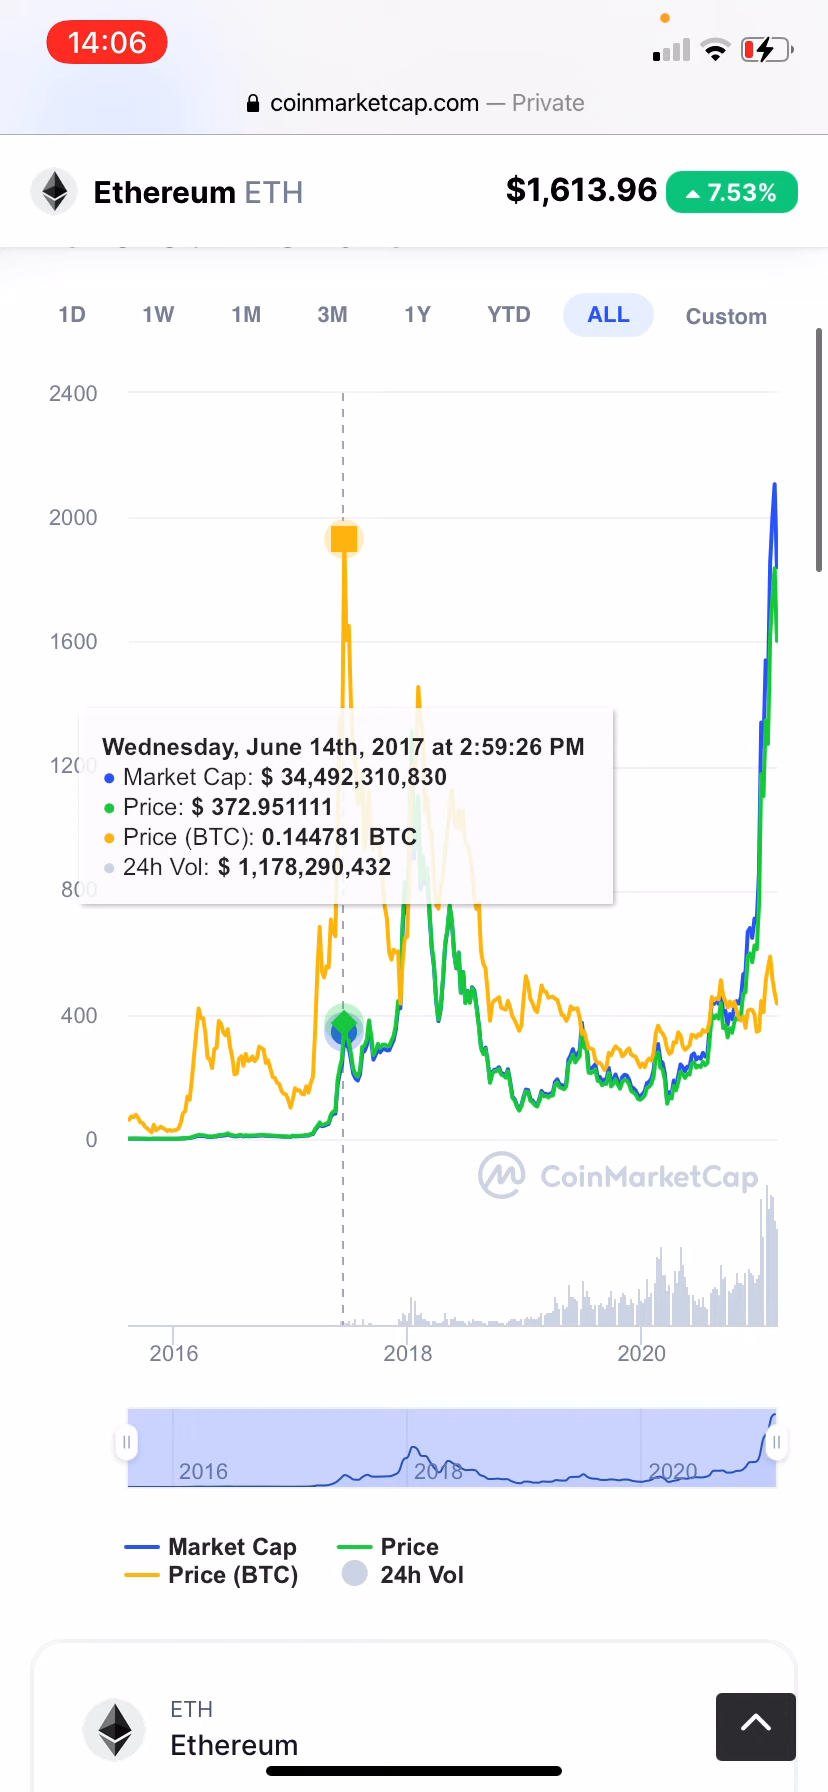 14:06
coinmarketcap.com — Private
Ethereum ETH $1,613.96 7.53%
1D 1W 1M 3M 1Y YTD ALL Custom
2400
2000
1600
Wednesday, June 14th, 2017 at 2:59:26 PM
1200
Market Cap: $ 34,492,310,830
Price: $ 372.951111
Price (BTC): 0.144781 BTC
24h Vol: $ 1,178,290,432
800
400
0
CoinMarketCap
2016 2018 2020
2016 2018 2020
Market Cap Price
Price (BTC) 24h Vol
ETH
Ethereum